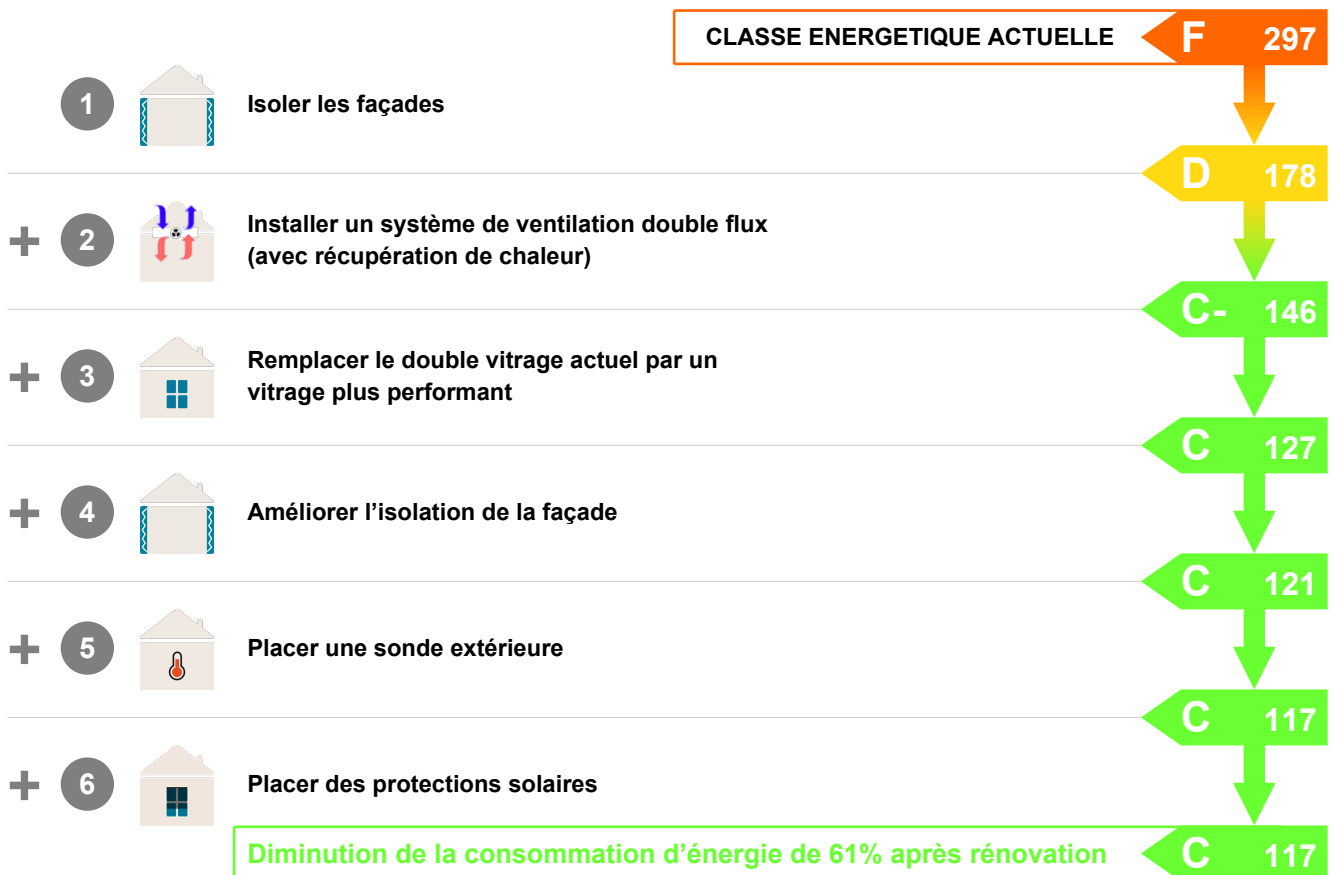 CLASSE ENERGETIQUE ACTUELLE F 297
1 Isoler les façades
D 178
+ 2 Installer un système de ventilation double flux
(avec récupération de chaleur)
C- 146
+ 3 Remplacer le double vitrage actuel par un
vitrage plus performant
C 127
+ 4 Améliorer l’isolation de la façade
C 121
+ 5 Placer une sonde extérieure
C 117
+ 6 Placer des protections solaires
Diminution de la consommation d’énergie de 61% après rénovation C 117